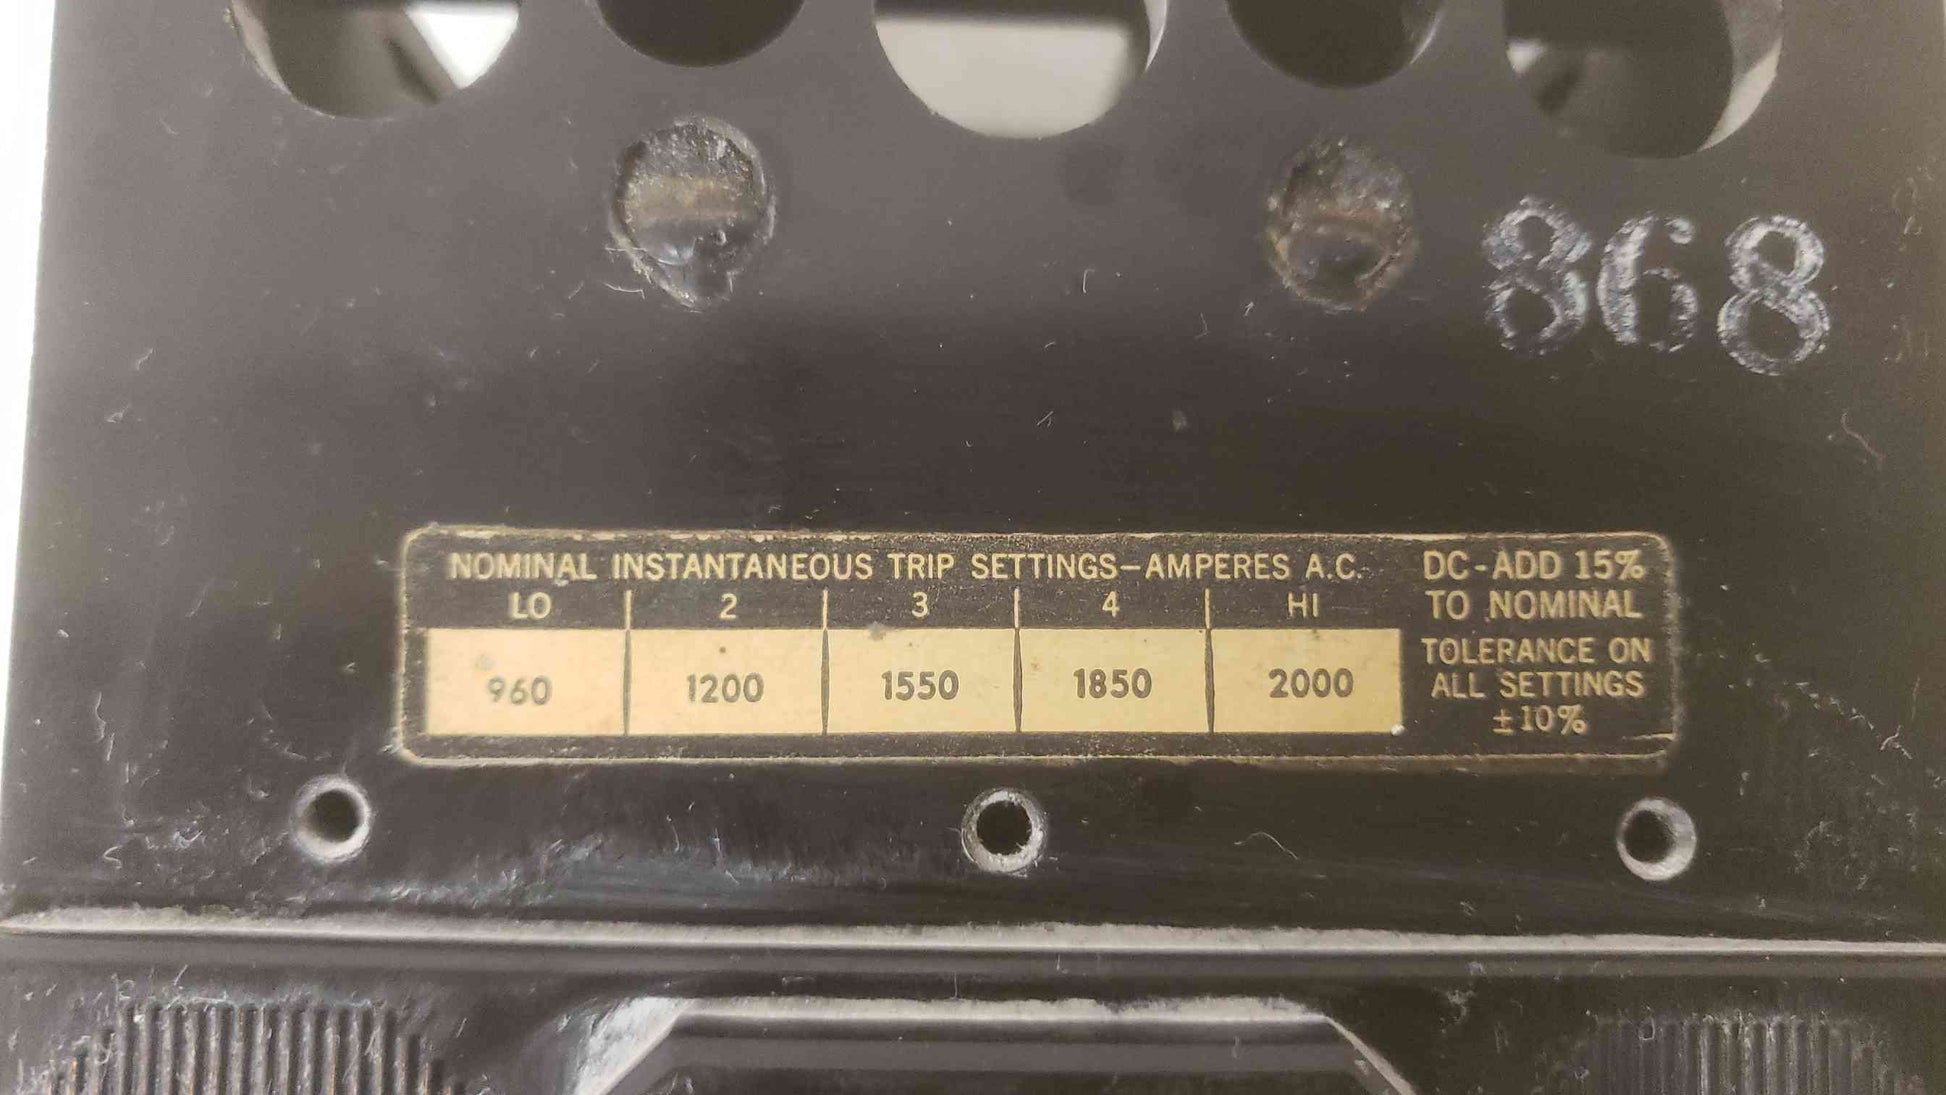 868
NOMINAL INSTANTANEOUS TRIP SETTINGS-AMPERES A.C.
LO 2 3 4 HI
960 1200 1550 1850 2000
DC-ADD 15%
TO NOMINAL
TOLERANCE ON
ALL SETTINGS
±10%